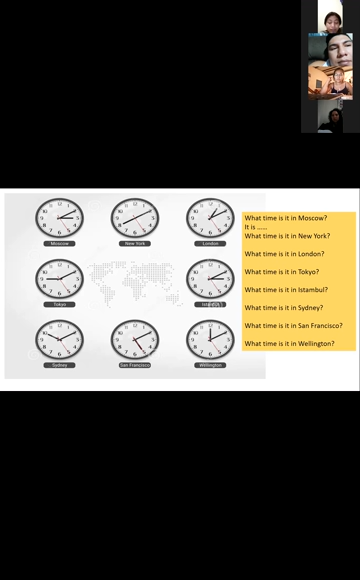 Moscow
New York
London
Tokyo
Sydney
San Francisco
Wellington
What time is it in Moscow?
It is .....
What time is it in New York?
What time is it in London?
What time is it in Tokyo?
What time is it in Istambul?
What time is it in Sydney?
What time is it in San Francisco?
What time is it in Wellington?